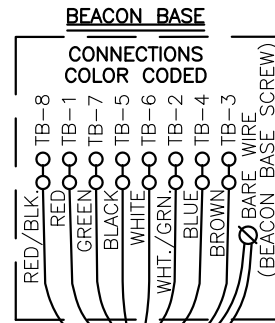 BEACON BASE
CONNECTIONS
COLOR CODED
TB-8
TB-1
TB-7
TB-5
TB-6
TB-2
TB-4
TB-3
RED/BLK.
RED
GREEN
BLACK
WHITE
WHT./GRN.
BLUE
BROWN
BARE WIRE
(BEACON BASE SCREW)